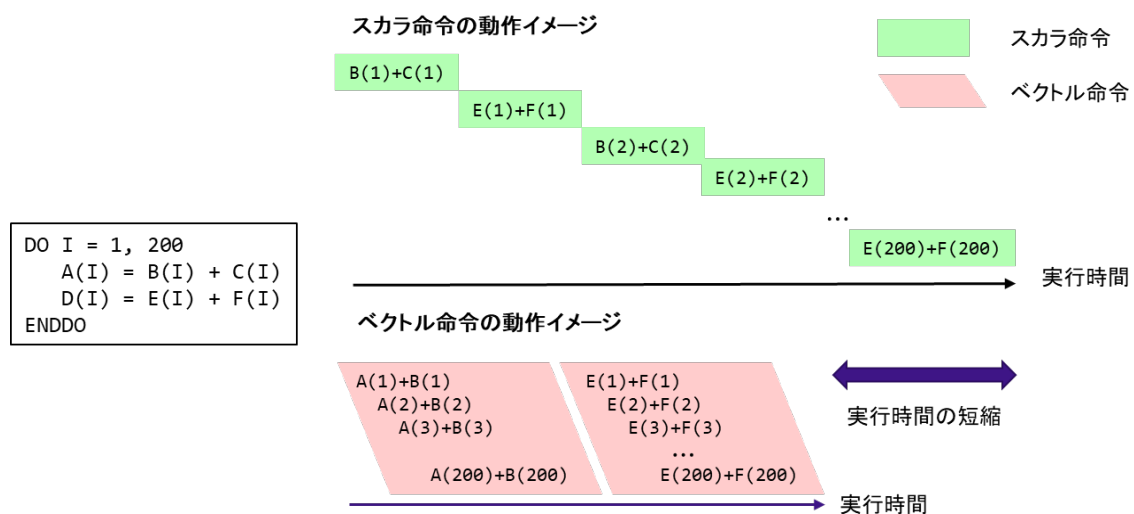 スカラ命令の動作イメージ
スカラ命令
ベクトル命令
B(1)+C(1)
E(1)+F(1)
B(2)+C(2)
E(2)+F(2)
...
E(200)+F(200)
実行時間
DO I = 1, 200
A(I) = B(I) + C(I)
D(I) = E(I) + F(I)
ENDDO
ベクトル命令の動作イメージ
A(1)+B(1)
A(2)+B(2)
A(3)+B(3)
A(200)+B(200)
E(1)+F(1)
E(2)+F(2)
E(3)+F(3)
...
E(200)+F(200)
実行時間の短縮
実行時間